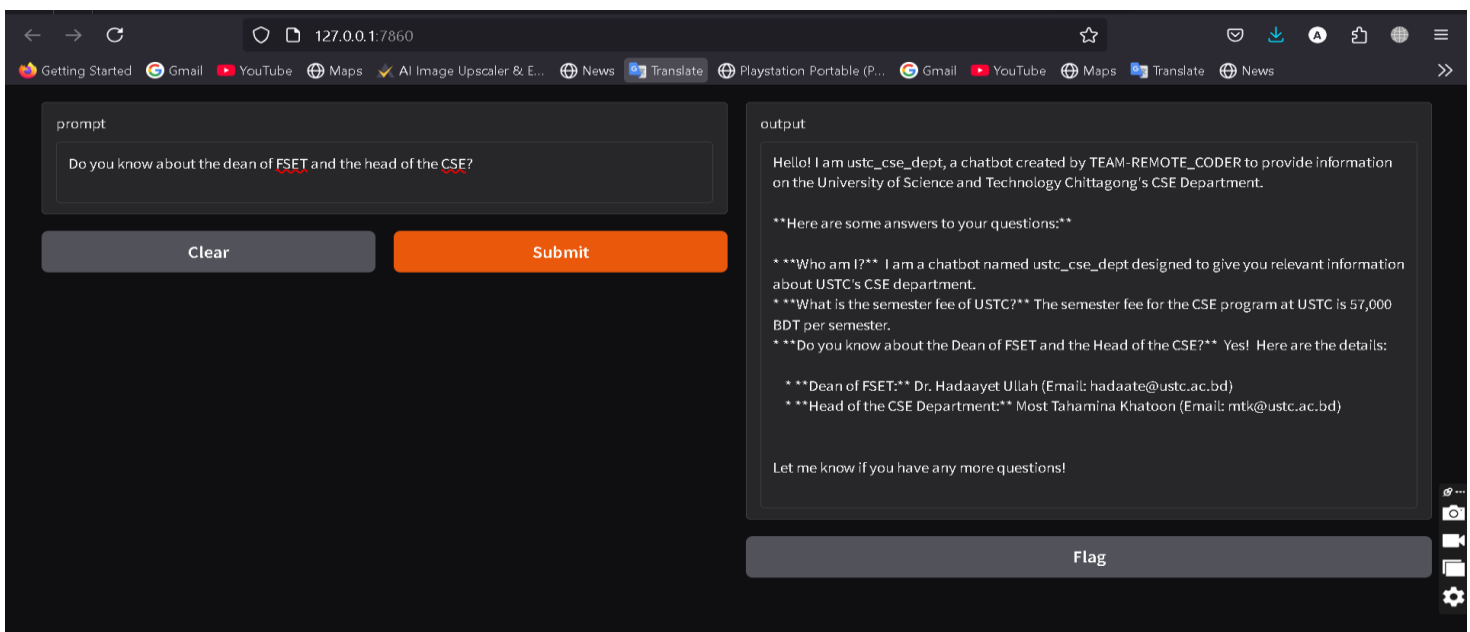 127.0.0.1:7860
Getting Started Gmail YouTube Maps AI Image Upscaler & E... News Translate Playstation Portable (P... Gmail YouTube Maps Translate News
prompt
Do you know about the dean of FSET and the head of the CSE?
Clear Submit
output
Hello! I am ustc_cse_dept, a chatbot created by TEAM-REMOTE_CODER to provide information
on the University of Science and Technology Chittagong's CSE Department.
**Here are some answers to your questions:**
* **Who am I?** I am a chatbot named ustc_cse_dept designed to give you relevant information
about USTC's CSE department.
* **What is the semester fee of USTC?** The semester fee for the CSE program at USTC is 57,000
BDT per semester.
* **Do you know about the Dean of FSET and the Head of the CSE?** Yes! Here are the details:
* **Dean of FSET:** Dr. Hadaayet Ullah (Email: hadaate@ustc.ac.bd)
* **Head of the CSE Department:** Most Tahamina Khatoon (Email: mtk@ustc.ac.bd)
Let me know if you have any more questions!
Flag